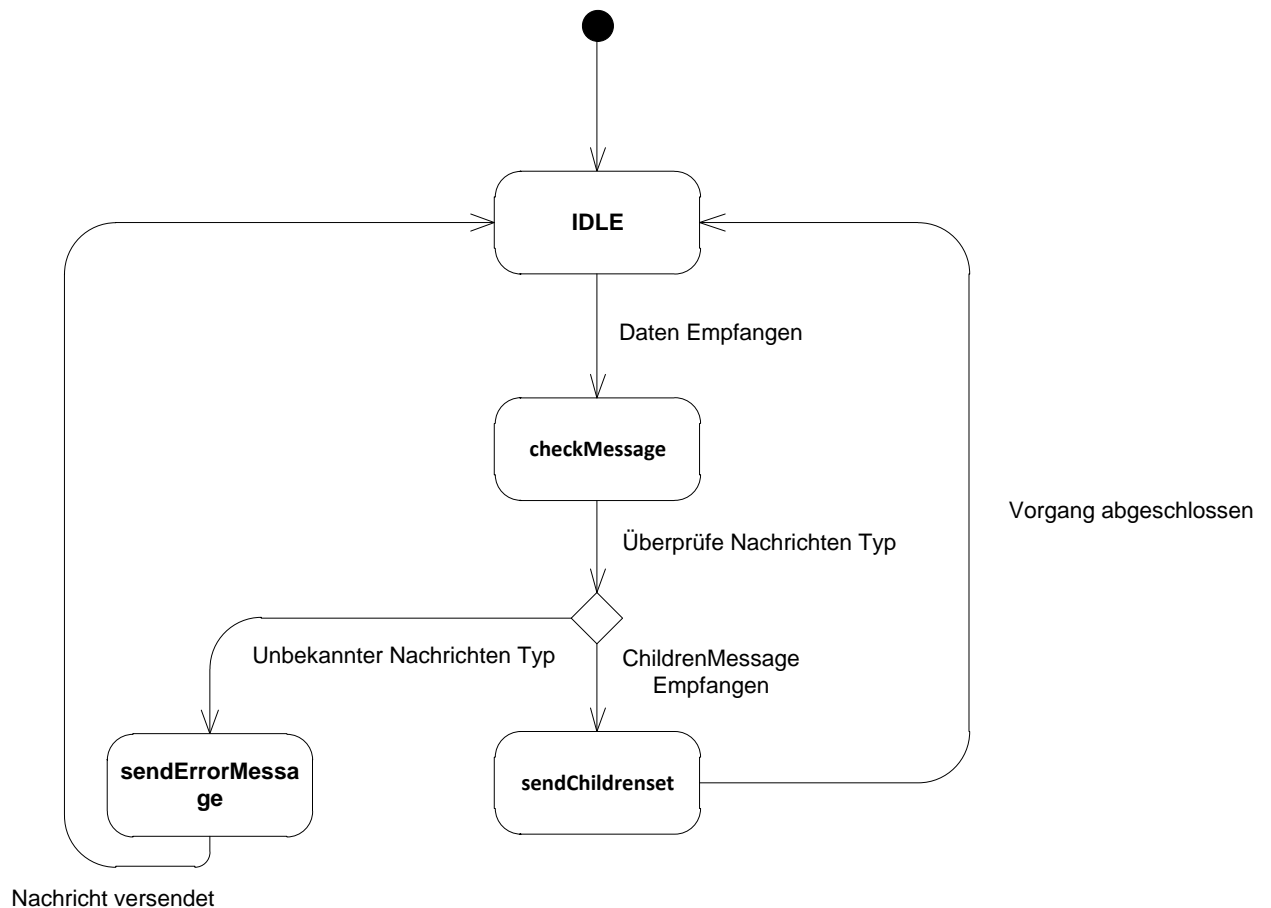 IDLE
Daten Empfangen
checkMessage
Vorgang abgeschlossen
Überprüfe Nachrichten Typ
Unbekannter Nachrichten Typ
ChildrenMessage
Empfangen
sendErrorMessa
ge
sendChildrenset
Nachricht versendet